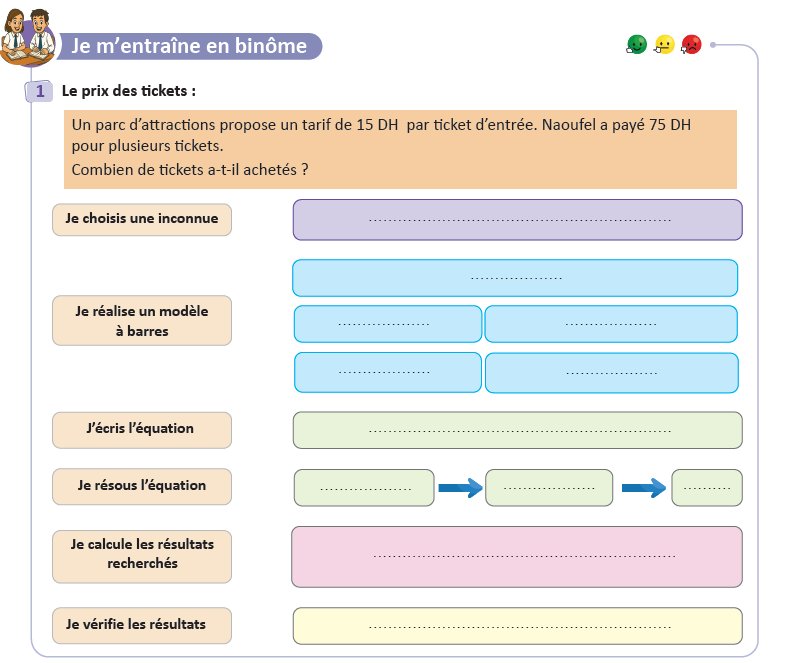 Je m’entraîne en binôme
1 Le prix des tickets :
Un parc d’attractions propose un tarif de 15 DH par ticket d’entrée. Naoufel a payé 75 DH
pour plusieurs tickets.
Combien de tickets a-t-il achetés ?
Je choisis une inconnue
Je réalise un modèle
à barres
J’écris l’équation
Je résous l’équation
Je calcule les résultats
recherchés
Je vérifie les résultats